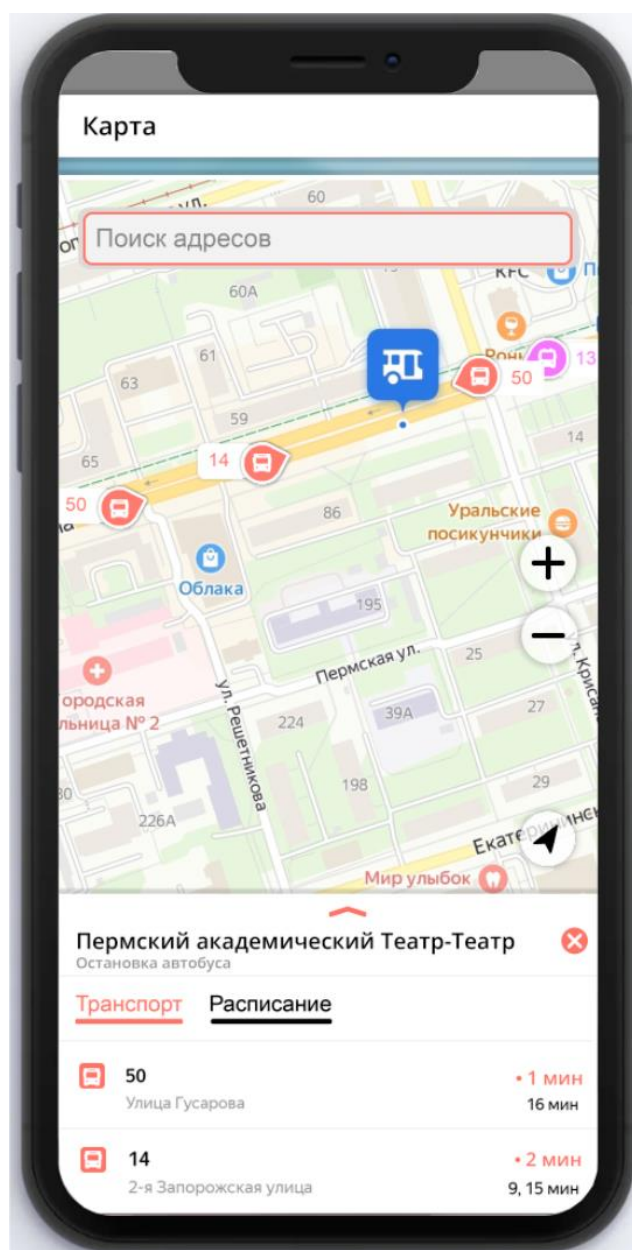 Карта
60
ул.
Поиск адресов
KFC
60А
61
63
50
13
59
14
14
65
50
86
Уральские
посикунчики
Облака
195
Пермская ул.
25
ородская
льница № 2
ул. Решетникова
224
39А
27
198
29
226А
30
Мир улыбок
Пермский академический Театр-Театр
Остановка автобуса
Транспорт Расписание
50 • 1 мин
Улица Гусарова 16 мин
14 • 2 мин
2-я Запорожская улица 9, 15 мин